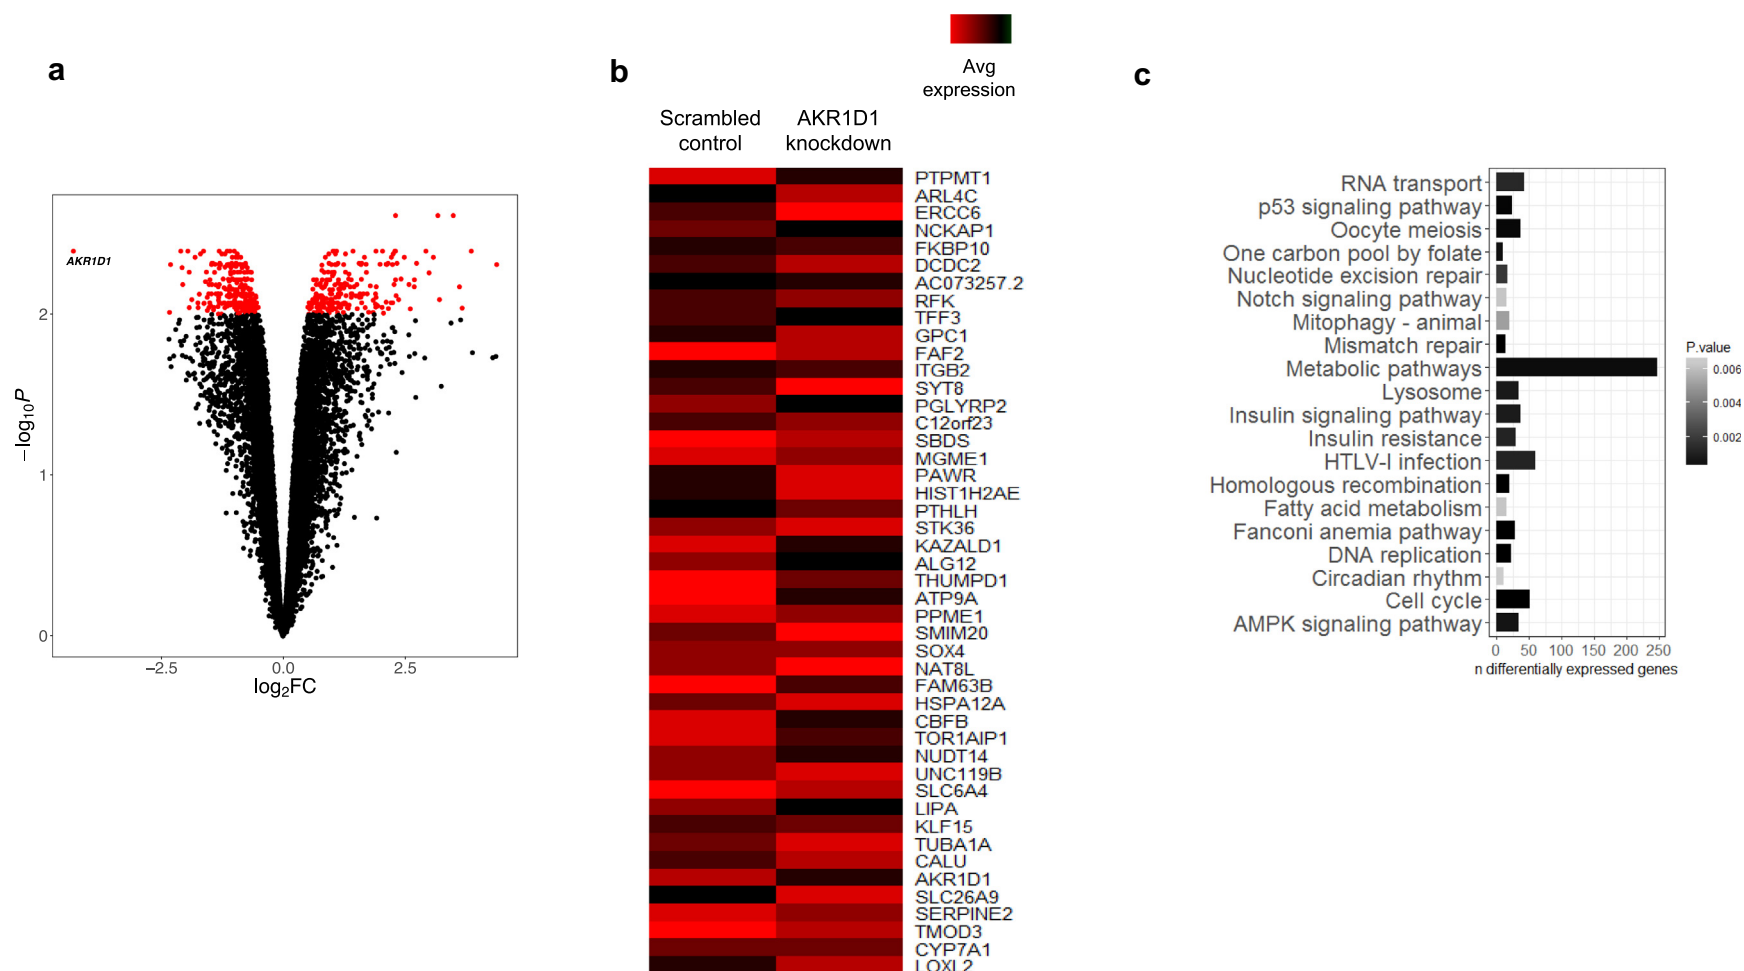 a
AKR1D1
−log10P
2
1
0
−2.5
0.0
2.5
log2FC
b
Avg
expression
Scrambled
control
AKR1D1
knockdown
PTPMT1
ARL4C
ERCC6
NCKAP1
FKBP10
DCDC2
AC073257.2
RFK
TFF3
GPC1
FAF2
ITGB2
SYT8
PGLYRP2
C12orf23
SBDS
MGME1
PAWR
HIST1H2AE
PTHLH
STK36
KAZALD1
ALG12
THUMPD1
ATP9A
PPME1
SMIM20
SOX4
NAT8L
FAM63B
HSPA12A
CBFB
TOR1AIP1
NUDT14
UNC119B
SLC6A4
LIPA
KLF15
TUBA1A
CALU
AKR1D1
SLC26A9
SERPINE2
TMOD3
CYP7A1
LOXL2
c
RNA transport
p53 signaling pathway
Oocyte meiosis
One carbon pool by folate
Nucleotide excision repair
Notch signaling pathway
Mitophagy - animal
Mismatch repair
Metabolic pathways
Lysosome
Insulin signaling pathway
Insulin resistance
HTLV-I infection
Homologous recombination
Fatty acid metabolism
Fanconi anemia pathway
DNA replication
Circadian rhythm
Cell cycle
AMPK signaling pathway
0 50 100 150 200 250
n differentially expressed genes
P.value
0.006
0.004
0.002